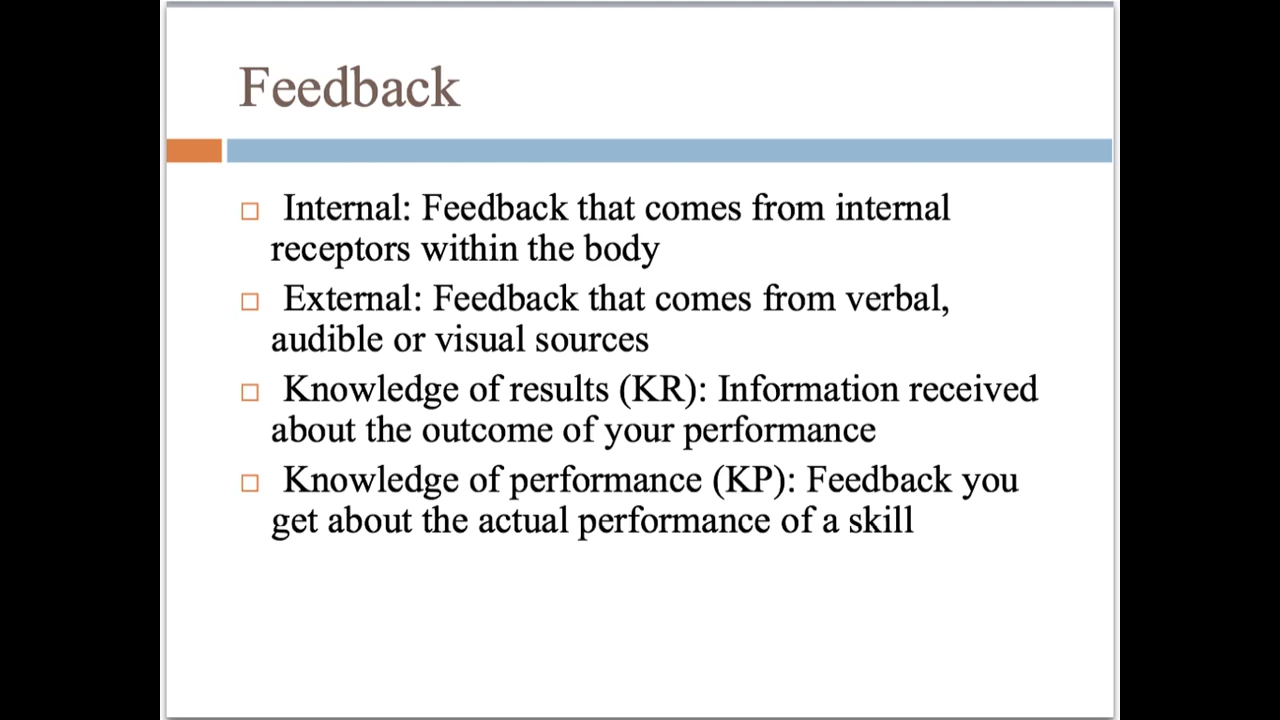 Feedback
Internal: Feedback that comes from internal
receptors within the body
External: Feedback that comes from verbal,
audible or visual sources
Knowledge of results (KR): Information received
about the outcome of your performance
Knowledge of performance (KP): Feedback you
get about the actual performance of a skill